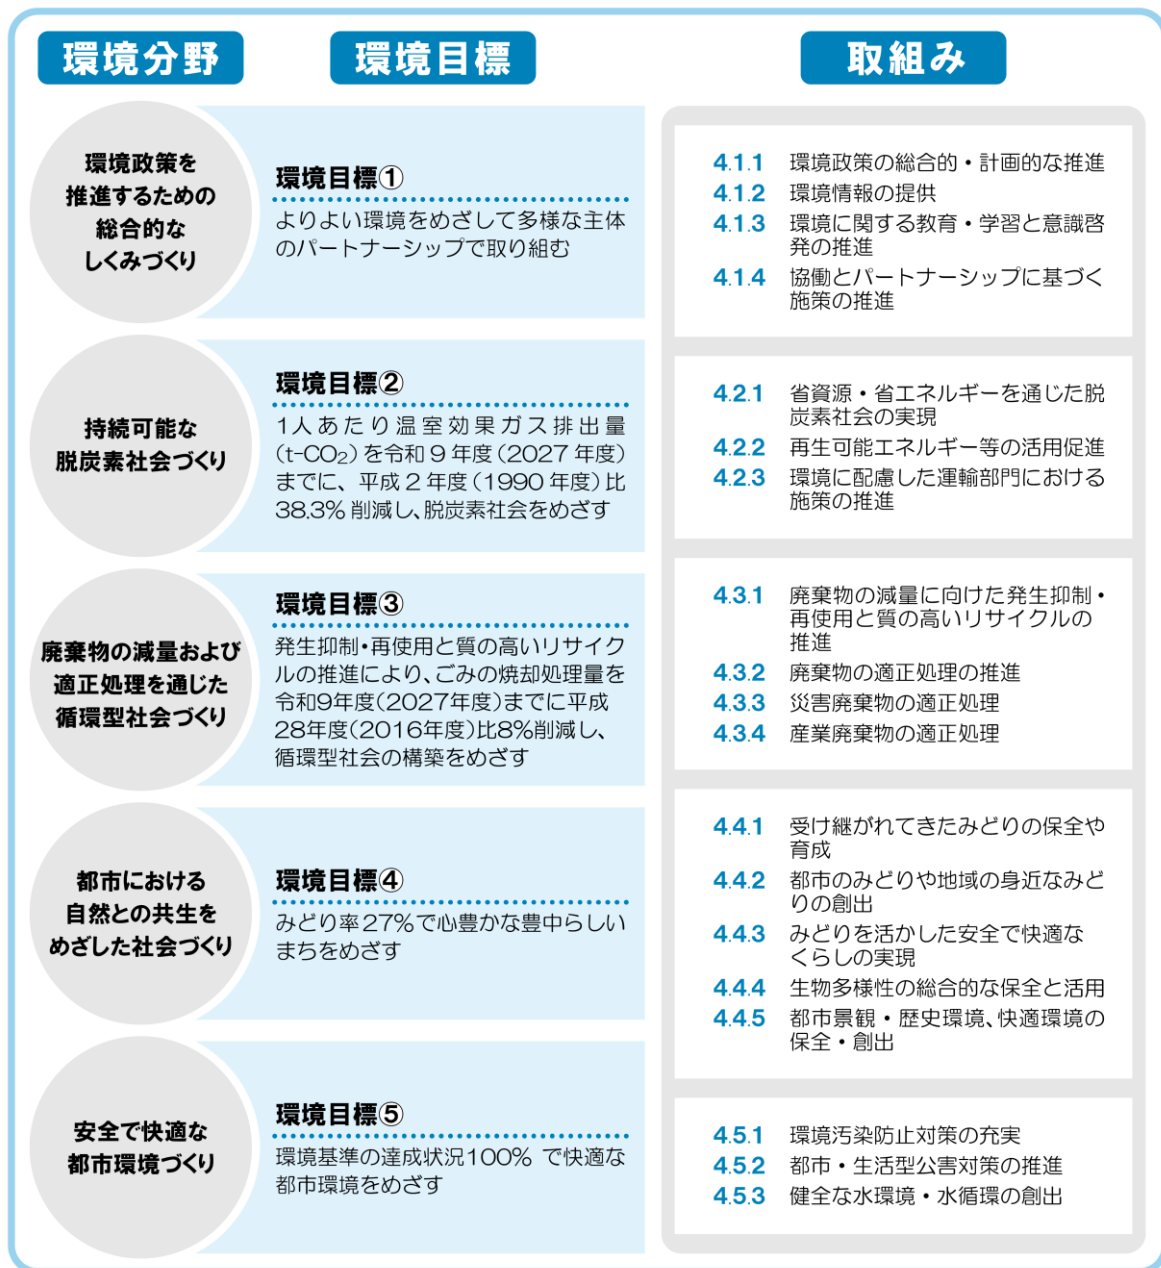 環境分野
環境目標
取組み
環境政策を
推進するための
総合的な
しくみづくり
環境目標①
よりよい環境をめざして多様な主体
のパートナーシップで取り組む
4.1.1 環境政策の総合的・計画的な推進
4.1.2 環境情報の提供
4.1.3 環境に関する教育・学習と意識啓
発の推進
4.1.4 協働とパートナーシップに基づく
施策の推進
持続可能な
脱炭素社会づくり
環境目標②
1人あたり温室効果ガス排出量
(t-CO₂)を令和9年度(2027年度)
までに、平成2年度(1990年度)比
38.3%削減し、脱炭素社会をめざす
4.2.1 省資源・省エネルギーを通じた脱
炭素社会の実現
4.2.2 再生可能エネルギー等の活用促進
4.2.3 環境に配慮した運輸部門における
施策の推進
廃棄物の減量および
適正処理を通じた
循環型社会づくり
環境目標③
発生抑制・再使用と質の高いリサイク
ルの推進により、ごみの焼却処理量を
令和9年度(2027年度)までに平成
28年度(2016年度)比8%削減し、
循環型社会の構築をめざす
4.3.1 廃棄物の減量に向けた発生抑制・
再使用と質の高いリサイクルの
推進
4.3.2 廃棄物の適正処理の推進
4.3.3 災害廃棄物の適正処理
4.3.4 産業廃棄物の適正処理
都市における
自然との共生を
めざした社会づくり
環境目標④
みどり率27%で心豊かな豊中らしい
まちをめざす
4.4.1 受け継がれてきたみどりの保全や
育成
4.4.2 都市のみどりや地域の身近なみど
りの創出
4.4.3 みどりを活かした安全で快適な
くらしの実現
4.4.4 生物多様性の総合的な保全と活用
4.4.5 都市景観・歴史環境、快適環境の
保全・創出
安全で快適な
都市環境づくり
環境目標⑤
環境基準の達成状況100% で快適な
都市環境をめざす
4.5.1 環境汚染防止対策の充実
4.5.2 都市・生活型公害対策の推進
4.5.3 健全な水環境・水循環の創出